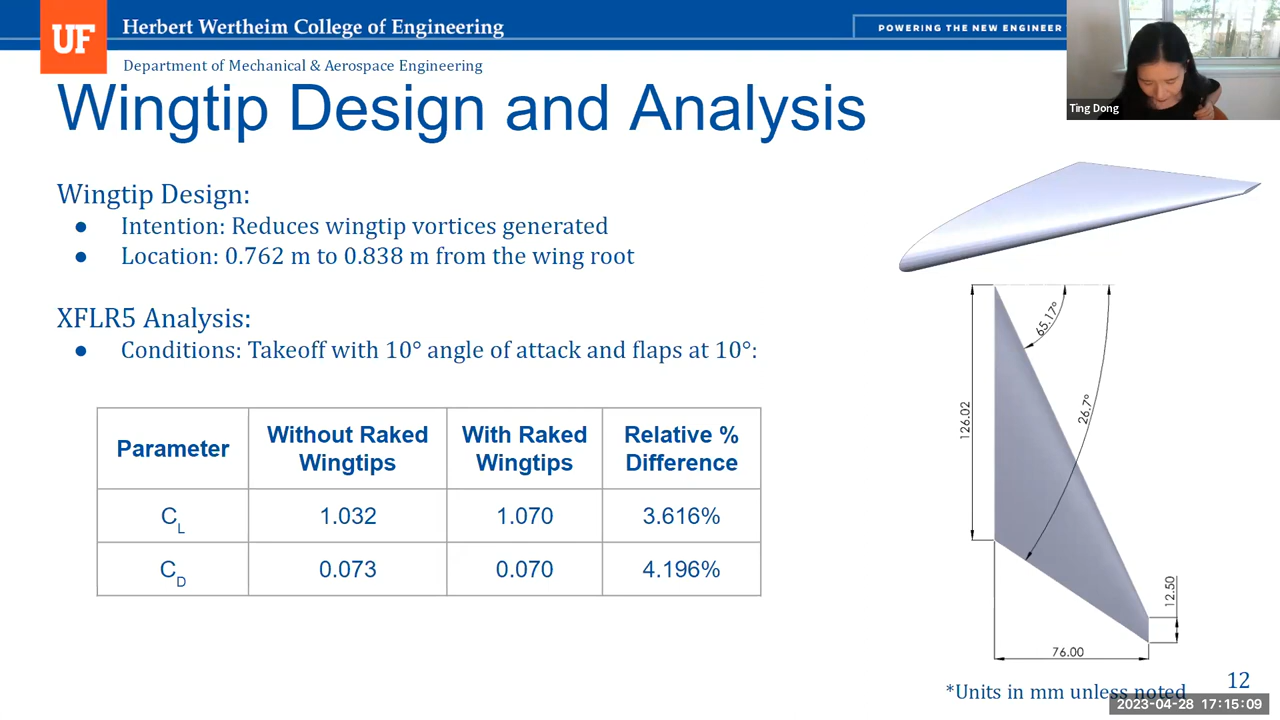 UF
Herbert Wertheim College of Engineering
POWERING THE NEW ENGINEER
Department of Mechanical & Aerospace Engineering
Ting Dong
Wingtip Design and Analysis
Wingtip Design:
● Intention: Reduces wingtip vortices generated
● Location: 0.762 m to 0.838 m from the wing root
XFLR5 Analysis:
● Conditions: Takeoff with 10° angle of attack and flaps at 10°:
Parameter Without Raked Wingtips With Raked Wingtips Relative % Difference
CL 1.032 1.070 3.616%
CD 0.073 0.070 4.196%
65.17°
26.7°
126.02
12.50
76.00
*Units in mm unless noted
12
2023-04-28 17:15:09